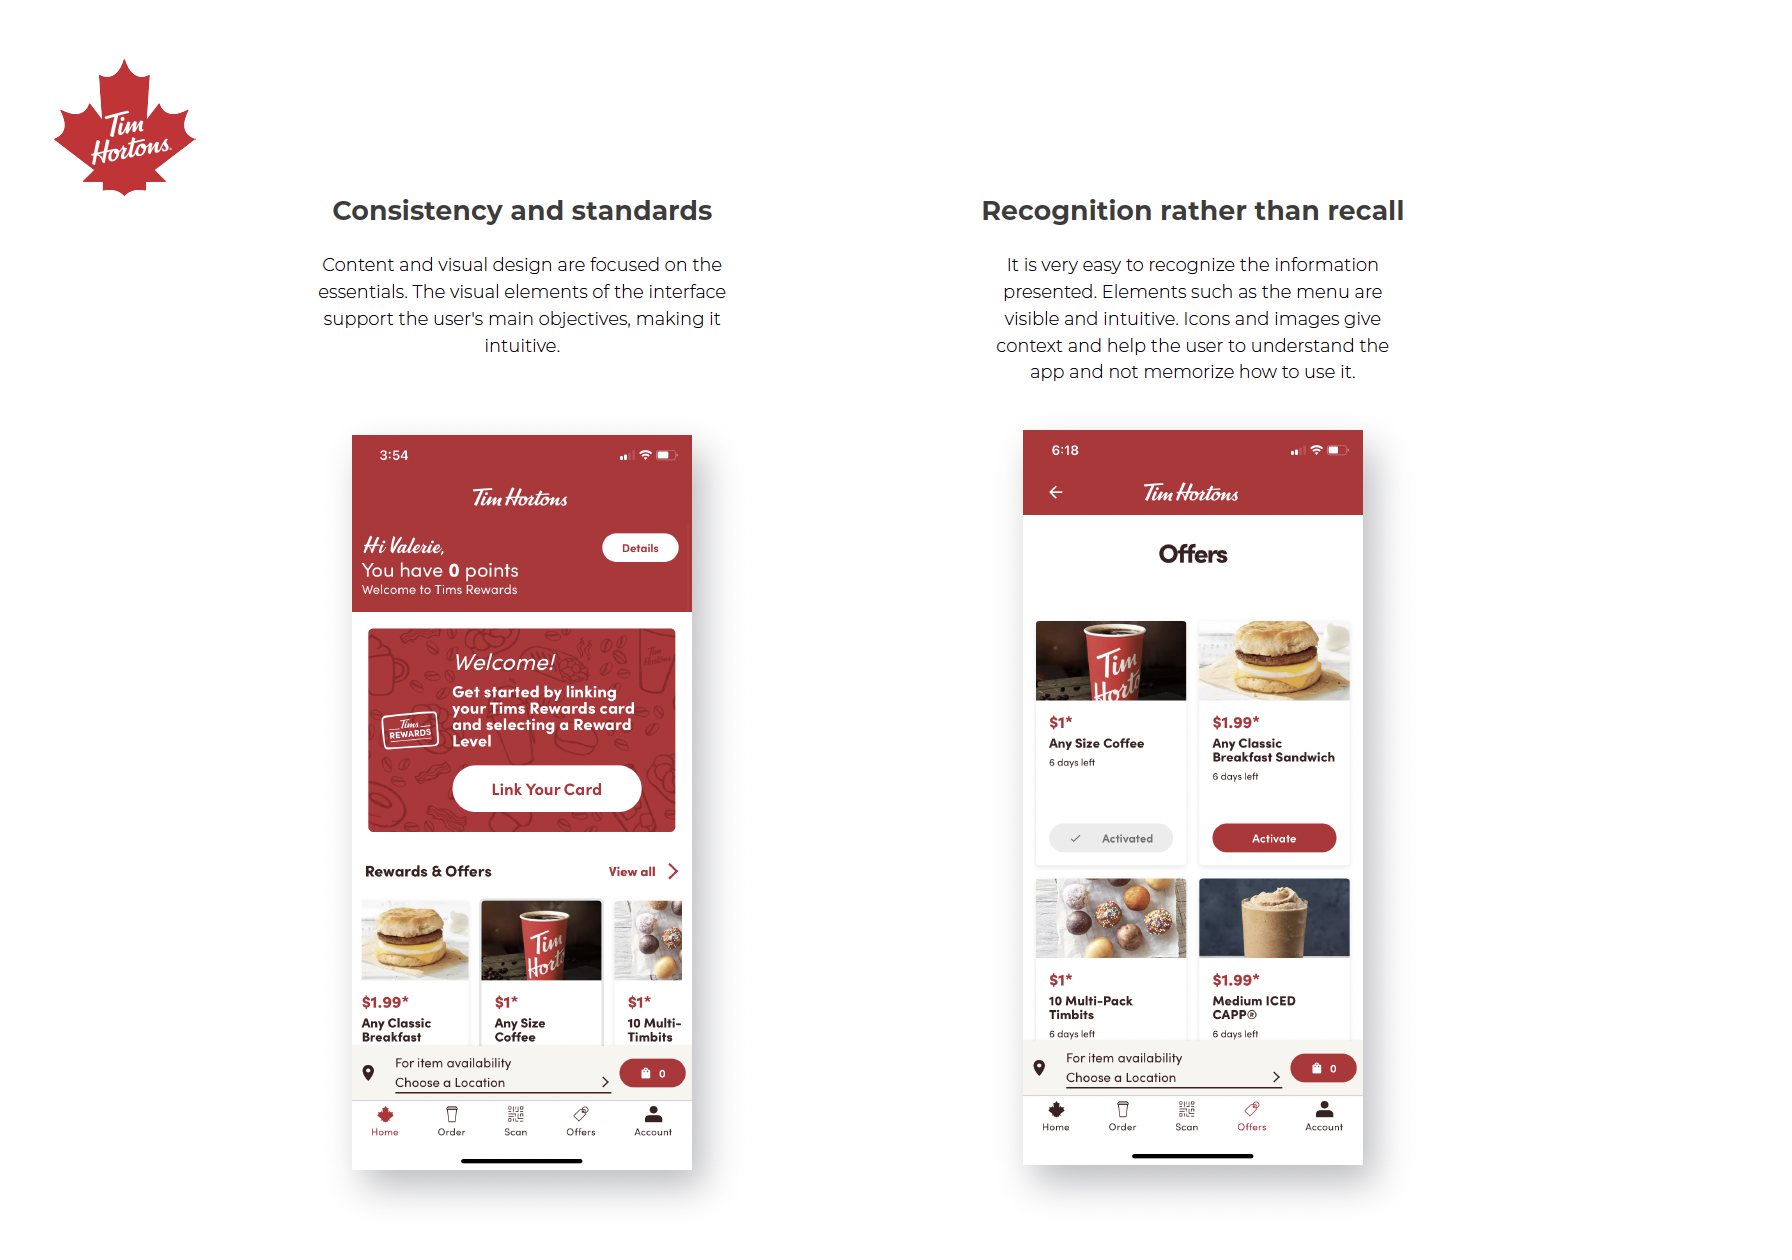 Tim
Hortons
Consistency and standards
Content and visual design are focused on the
essentials. The visual elements of the interface
support the user's main objectives, making it
intuitive.
3:54
Tim Hortons
Hi Valerie,
You have 0 points
Welcome to Tims Rewards
Details
Welcome!
Get started by linking
your Tims Rewards card
and selecting a Reward
Level
Tims
REWARDS
Tim
Hortons
Link Your Card
Rewards & Offers
View all
Tim
Horto
$1.99*
Any Classic
Breakfast
$1*
Any Size
Coffee
$1*
10 Multi-
Timbits
For item availability
Choose a Location
0
Home
Order
Scan
Offers
Account
Recognition rather than recall
It is very easy to recognize the information
presented. Elements such as the menu are
visible and intuitive. Icons and images give
context and help the user to understand the
app and not memorize how to use it.
6:18
Tim Hortons
Offers
Tim
Horto
$1*
Any Size Coffee
6 days left
Activated
$1.99*
Any Classic
Breakfast Sandwich
6 days left
Activate
$1*
10 Multi-Pack
Timbits
6 days left
$1.99*
Medium ICED
CAPP®
6 days left
For item availability
Choose a Location
0
Home
Order
Scan
Offers
Account